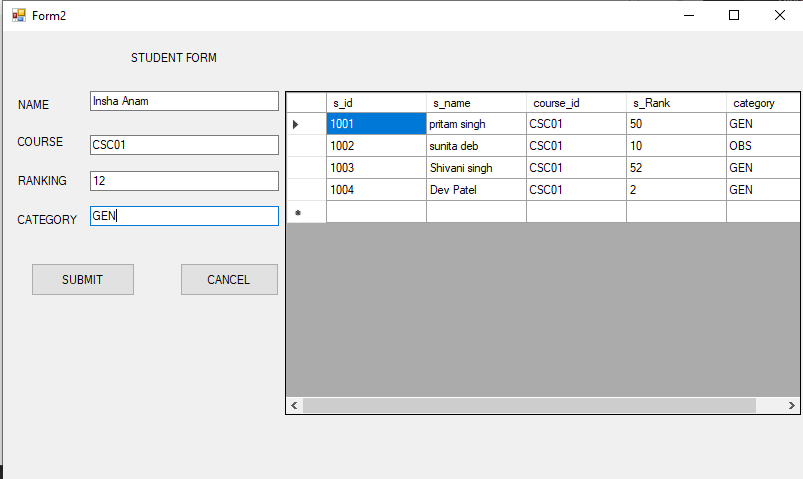 Form2
STUDENT FORM
NAME Insha Anam
COURSE CSC01
RANKING 12
CATEGORY GEN
SUBMIT CANCEL
s_id s_name course_id s_Rank category
1001 pritam singh CSC01 50 GEN
1002 sunita deb CSC01 10 OBS
1003 Shivani singh CSC01 52 GEN
1004 Dev Patel CSC01 2 GEN